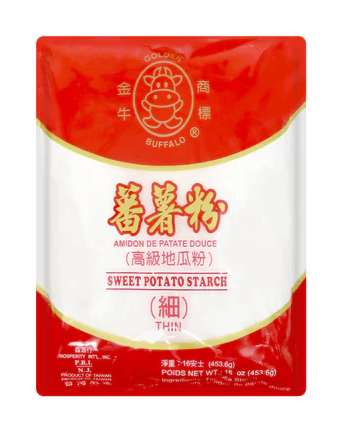 GOLDEN
金牛
商標
BUFFALO ®
蕃薯粉
AMIDON DE PATATE DOUCE
(高級地瓜粉)
SWEET POTATO STARCH
(細)
THIN
PROSPERITY INT'L, INC.
P.R.I.
N.J.
PRODUCT OF TAIWAN
淨重:16安士 (453.6g)
POIDS NET WT. 16 oz (453.6g)